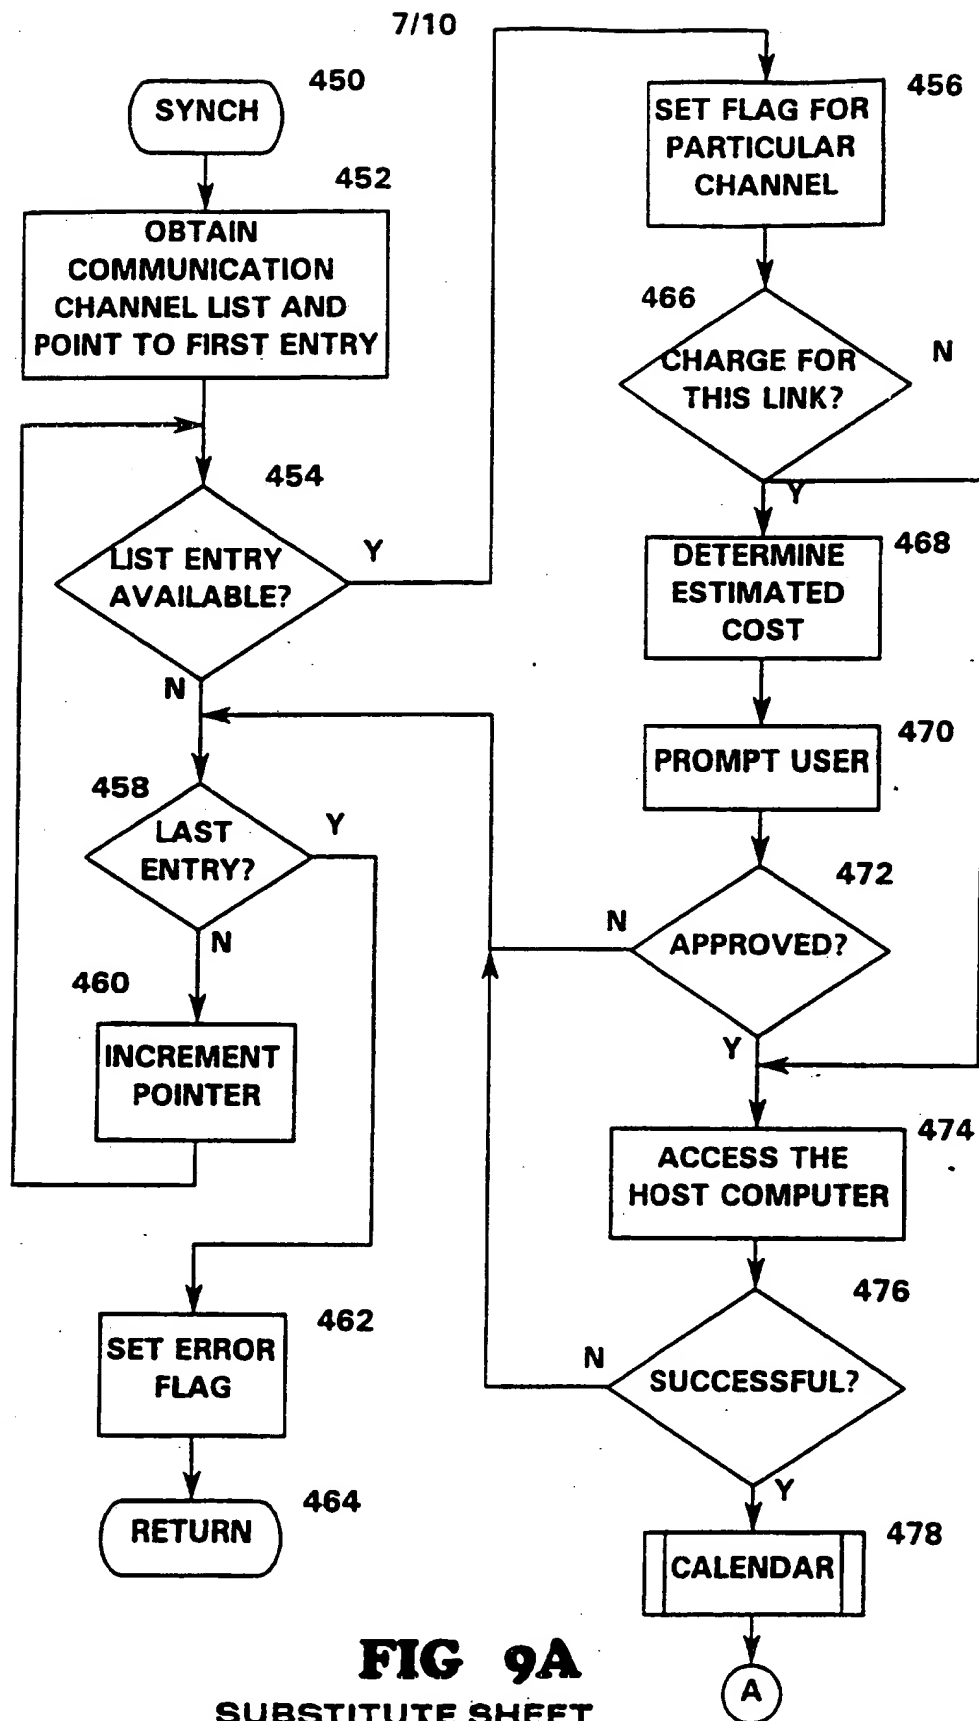 7/10
450
SYNCH
452
OBTAIN
COMMUNICATION
CHANNEL LIST AND
POINT TO FIRST ENTRY
454
LIST ENTRY
AVAILABLE?
Y
N
458
LAST
ENTRY?
Y
N
460
INCREMENT
POINTER
462
SET ERROR
FLAG
464
RETURN
456
SET FLAG FOR
PARTICULAR
CHANNEL
466
CHARGE FOR
THIS LINK?
N
Y
468
DETERMINE
ESTIMATED
COST
470
PROMPT USER
472
APPROVED?
N
Y
474
ACCESS THE
HOST COMPUTER
476
SUCCESSFUL?
N
Y
478
CALENDAR
A
FIG 9A
SUBSTITUTE SHEET